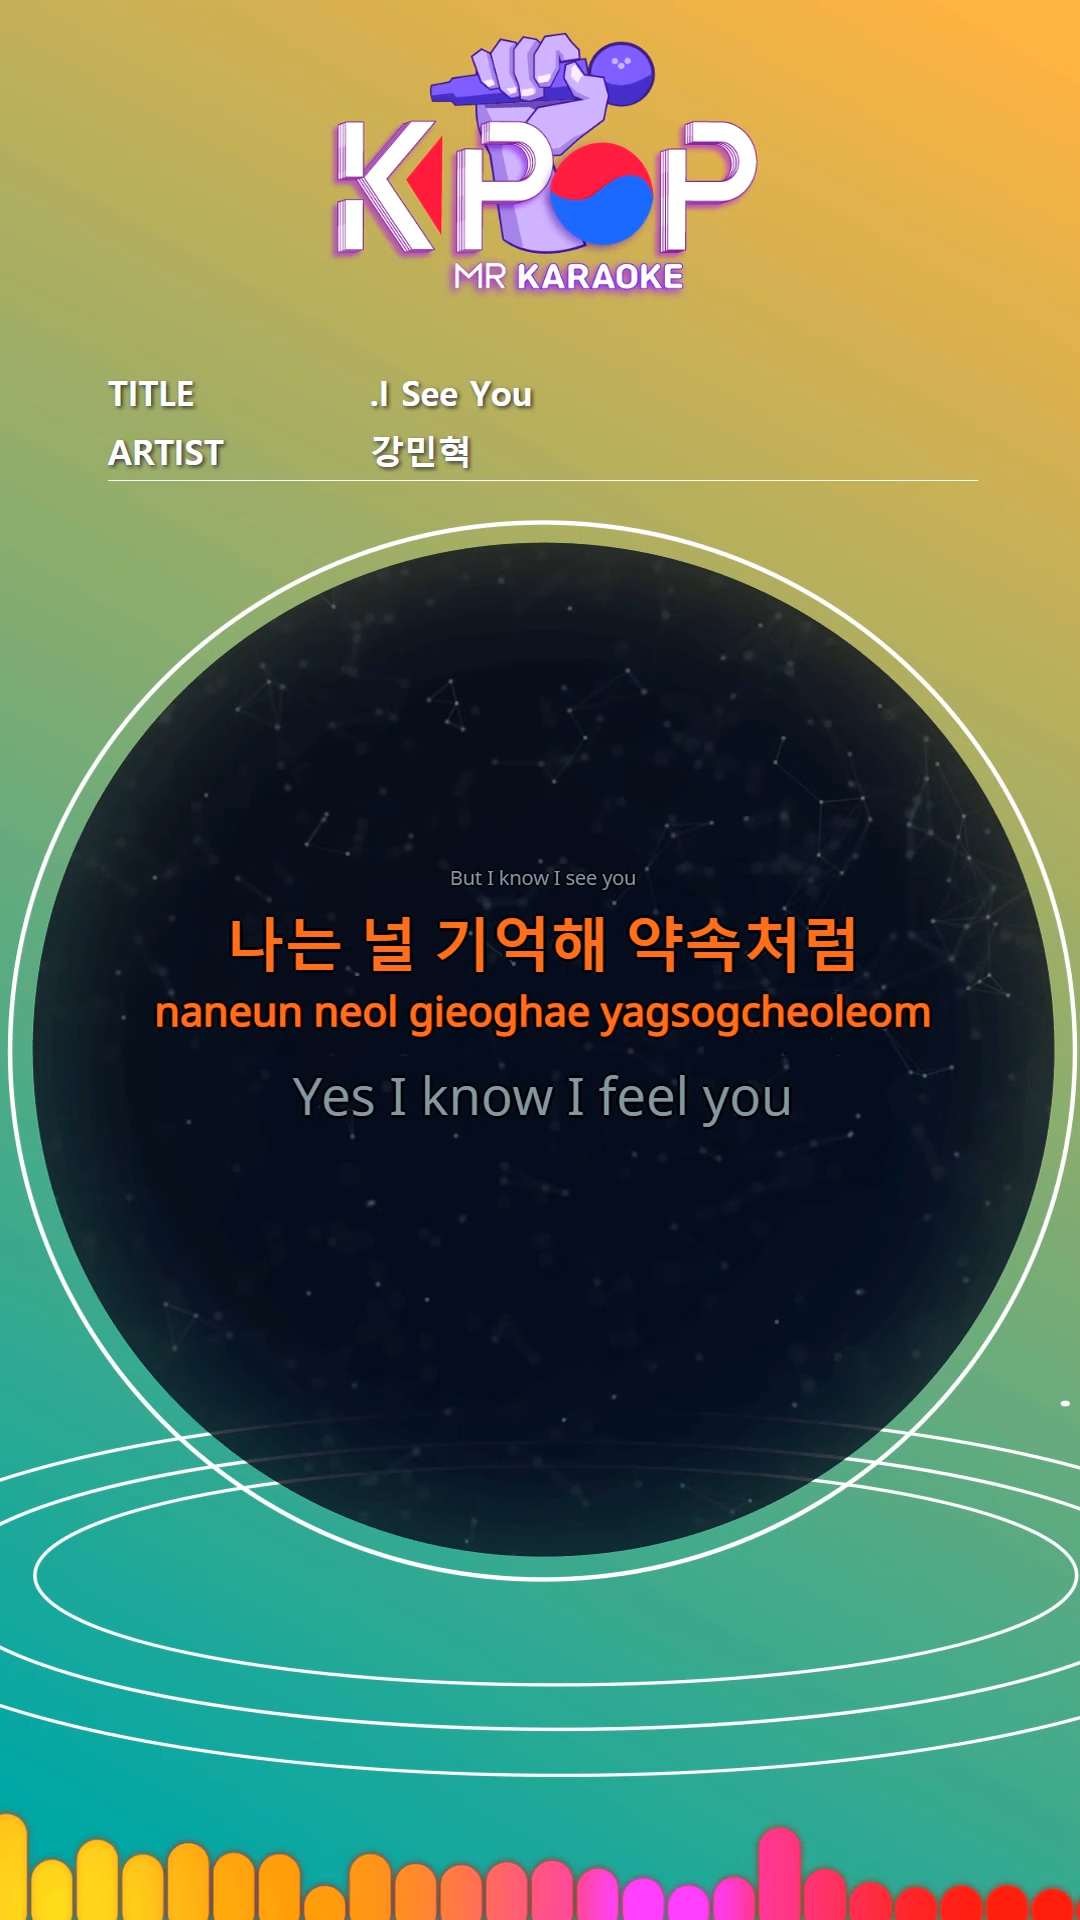 KPOP
MR KARAOKE
TITLE .I See You
ARTIST 강민혁
But I know I see you
나는 널 기억해 약속처럼
naneun neol gieoghae yagsogcheoleom
Yes I know I feel you